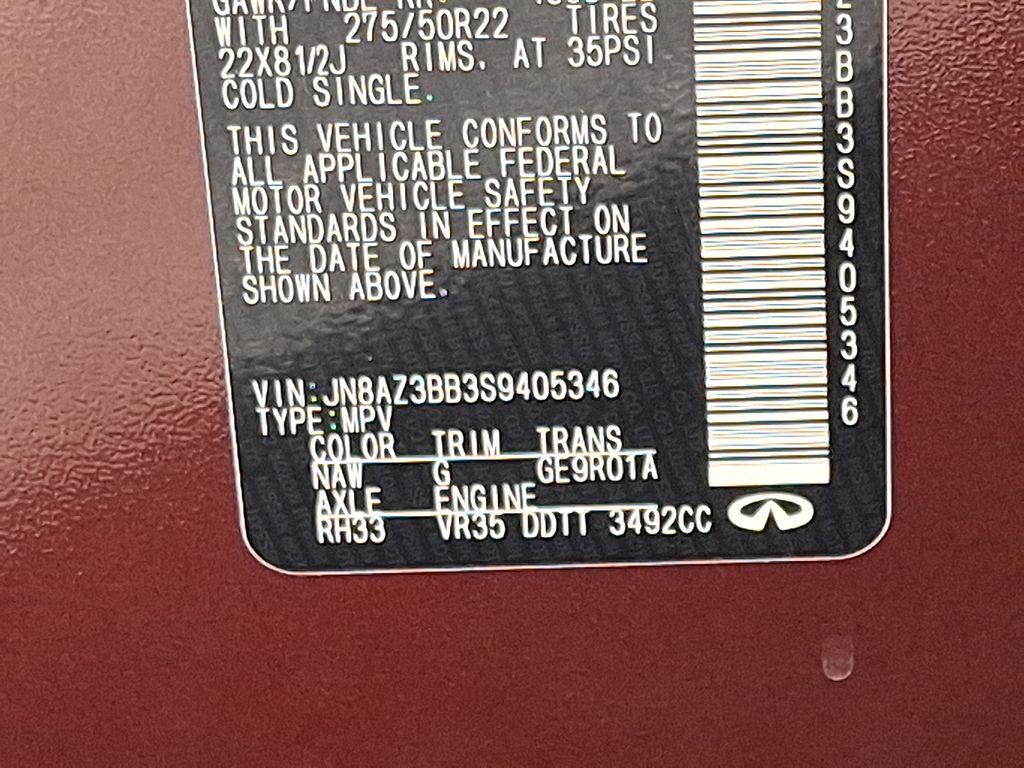 WITH 275/50R22 TIRES
22X81/2J RIMS. AT 35PSI
COLD SINGLE.
THIS VEHICLE CONFORMS TO
ALL APPLICABLE FEDERAL
MOTOR VEHICLE SAFETY
STANDARDS IN EFFECT ON
THE DATE OF MANUFACTURE
SHOWN ABOVE.
VIN:JN8AZ3BB3S9405346
TYPE:MPV
COLOR TRIM TRANS
NAW G GE9R01A
AXLE ENGINE
RH33 VR35 DDTT 3492CC
3BB3S9405346